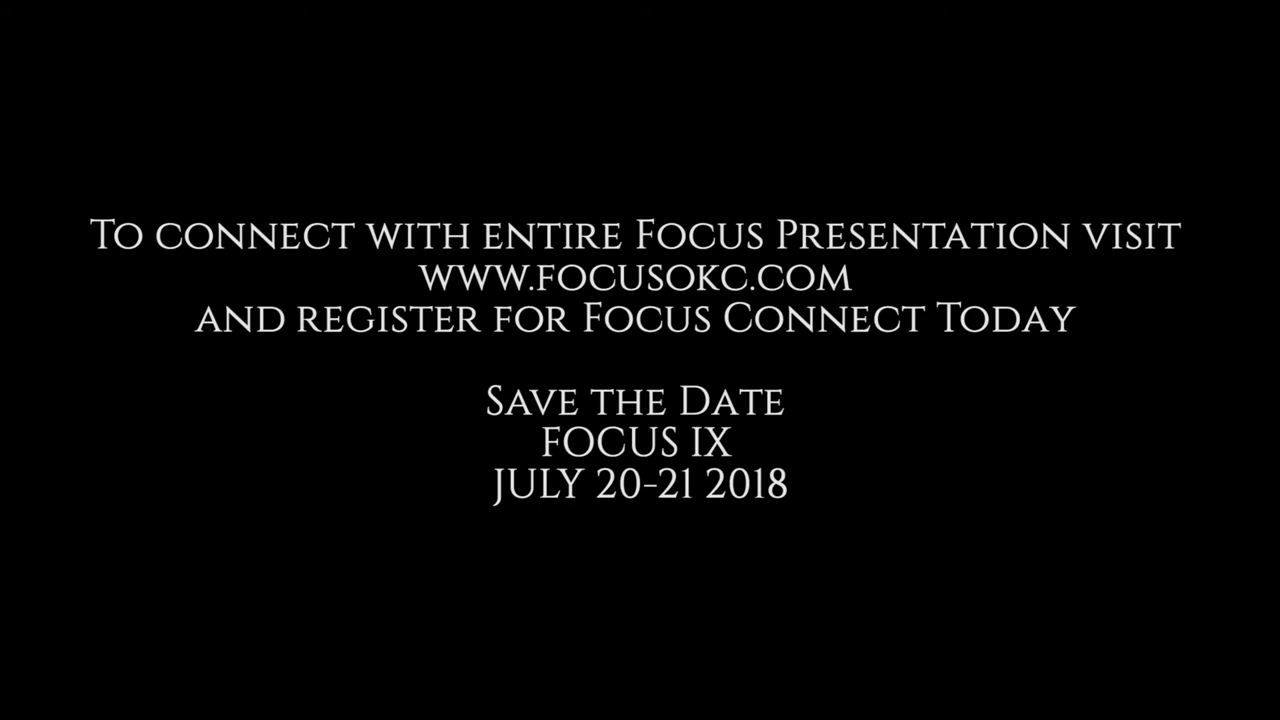 To connect with entire Focus Presentation visit
www.focusokc.com
and register for Focus Connect Today
Save the Date
FOCUS IX
JULY 20-21 2018